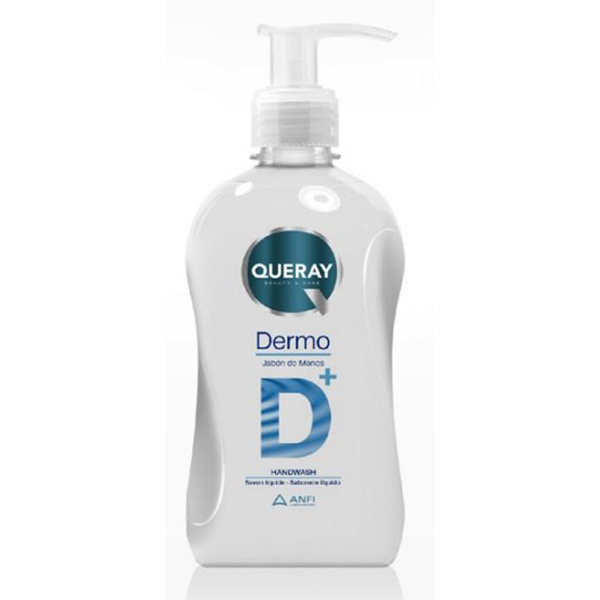 QUERAY
BEAUTY & CARE
Dermo
Jabón de Manos
D+
HANDWASH
Savon liquide - Sabonete líquido
ANFI